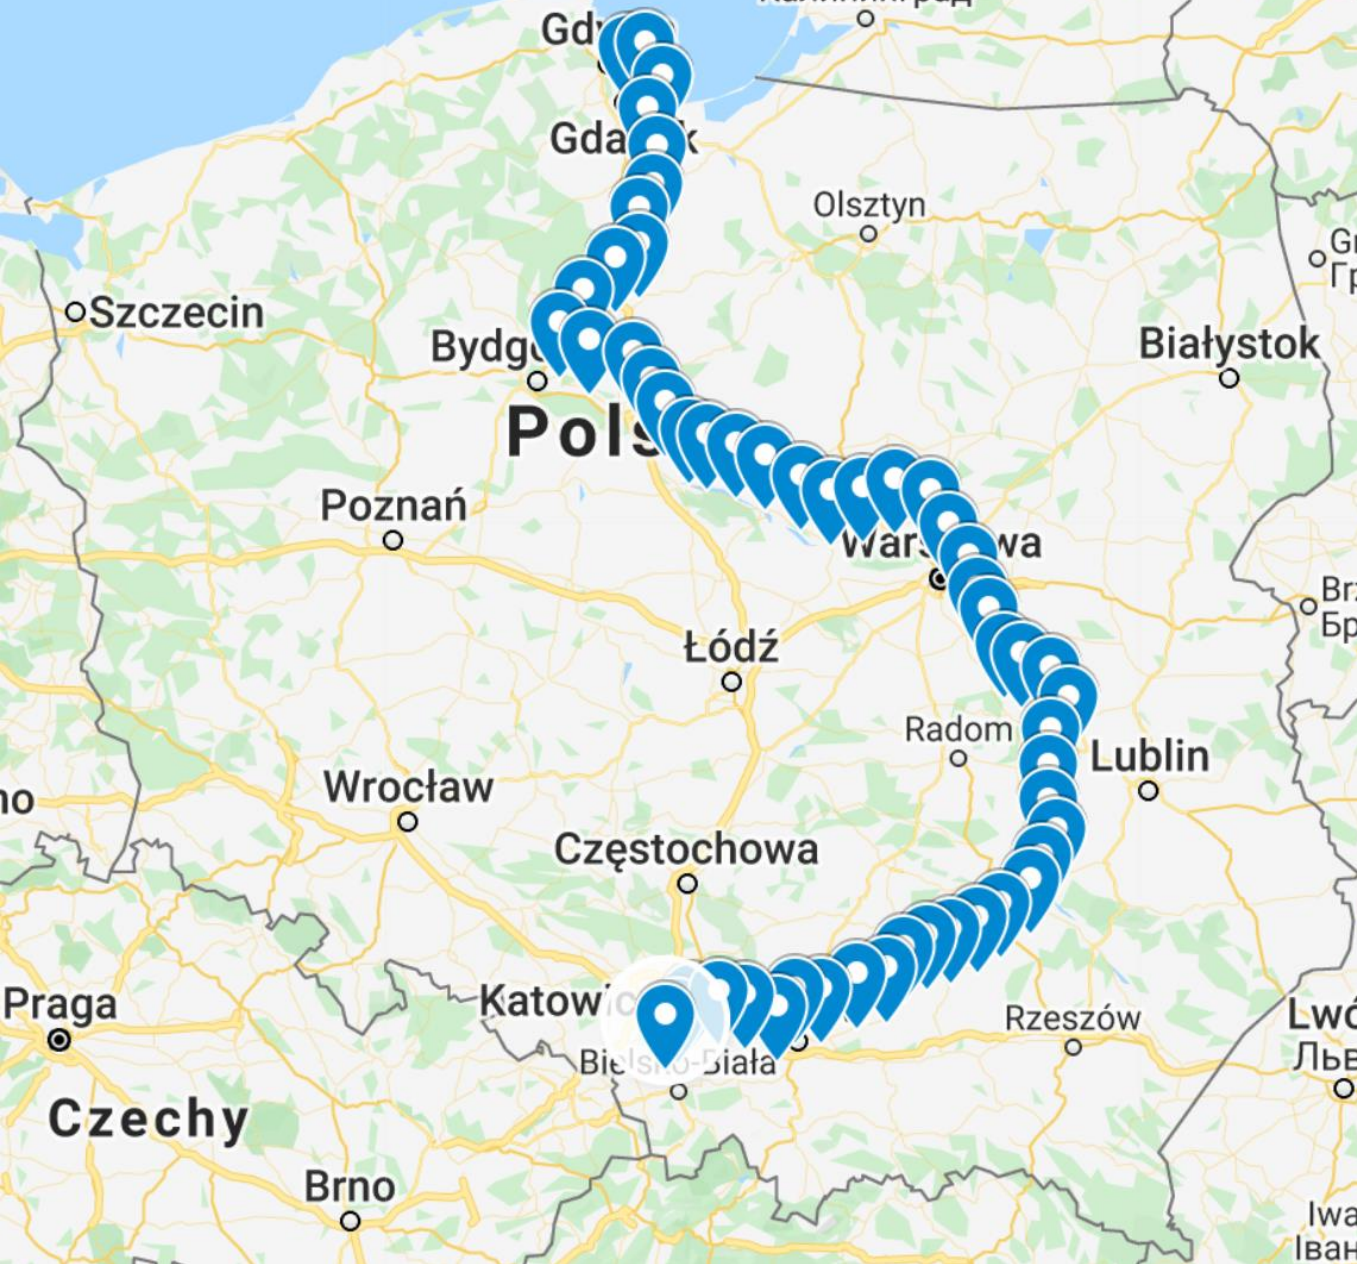 Gdy
Gda k
Olsztyn
Gr
Гр
Szczecin
Bydg
Białystok
Pols
Poznań
Wars wa
Br
Бр
Łódź
Radom
Lublin
Wrocław
no
Częstochowa
Praga
Katowic
Rzeszów
Lwó
Льв
Bielsko-Biała
Czechy
Brno
Iwa
Іван